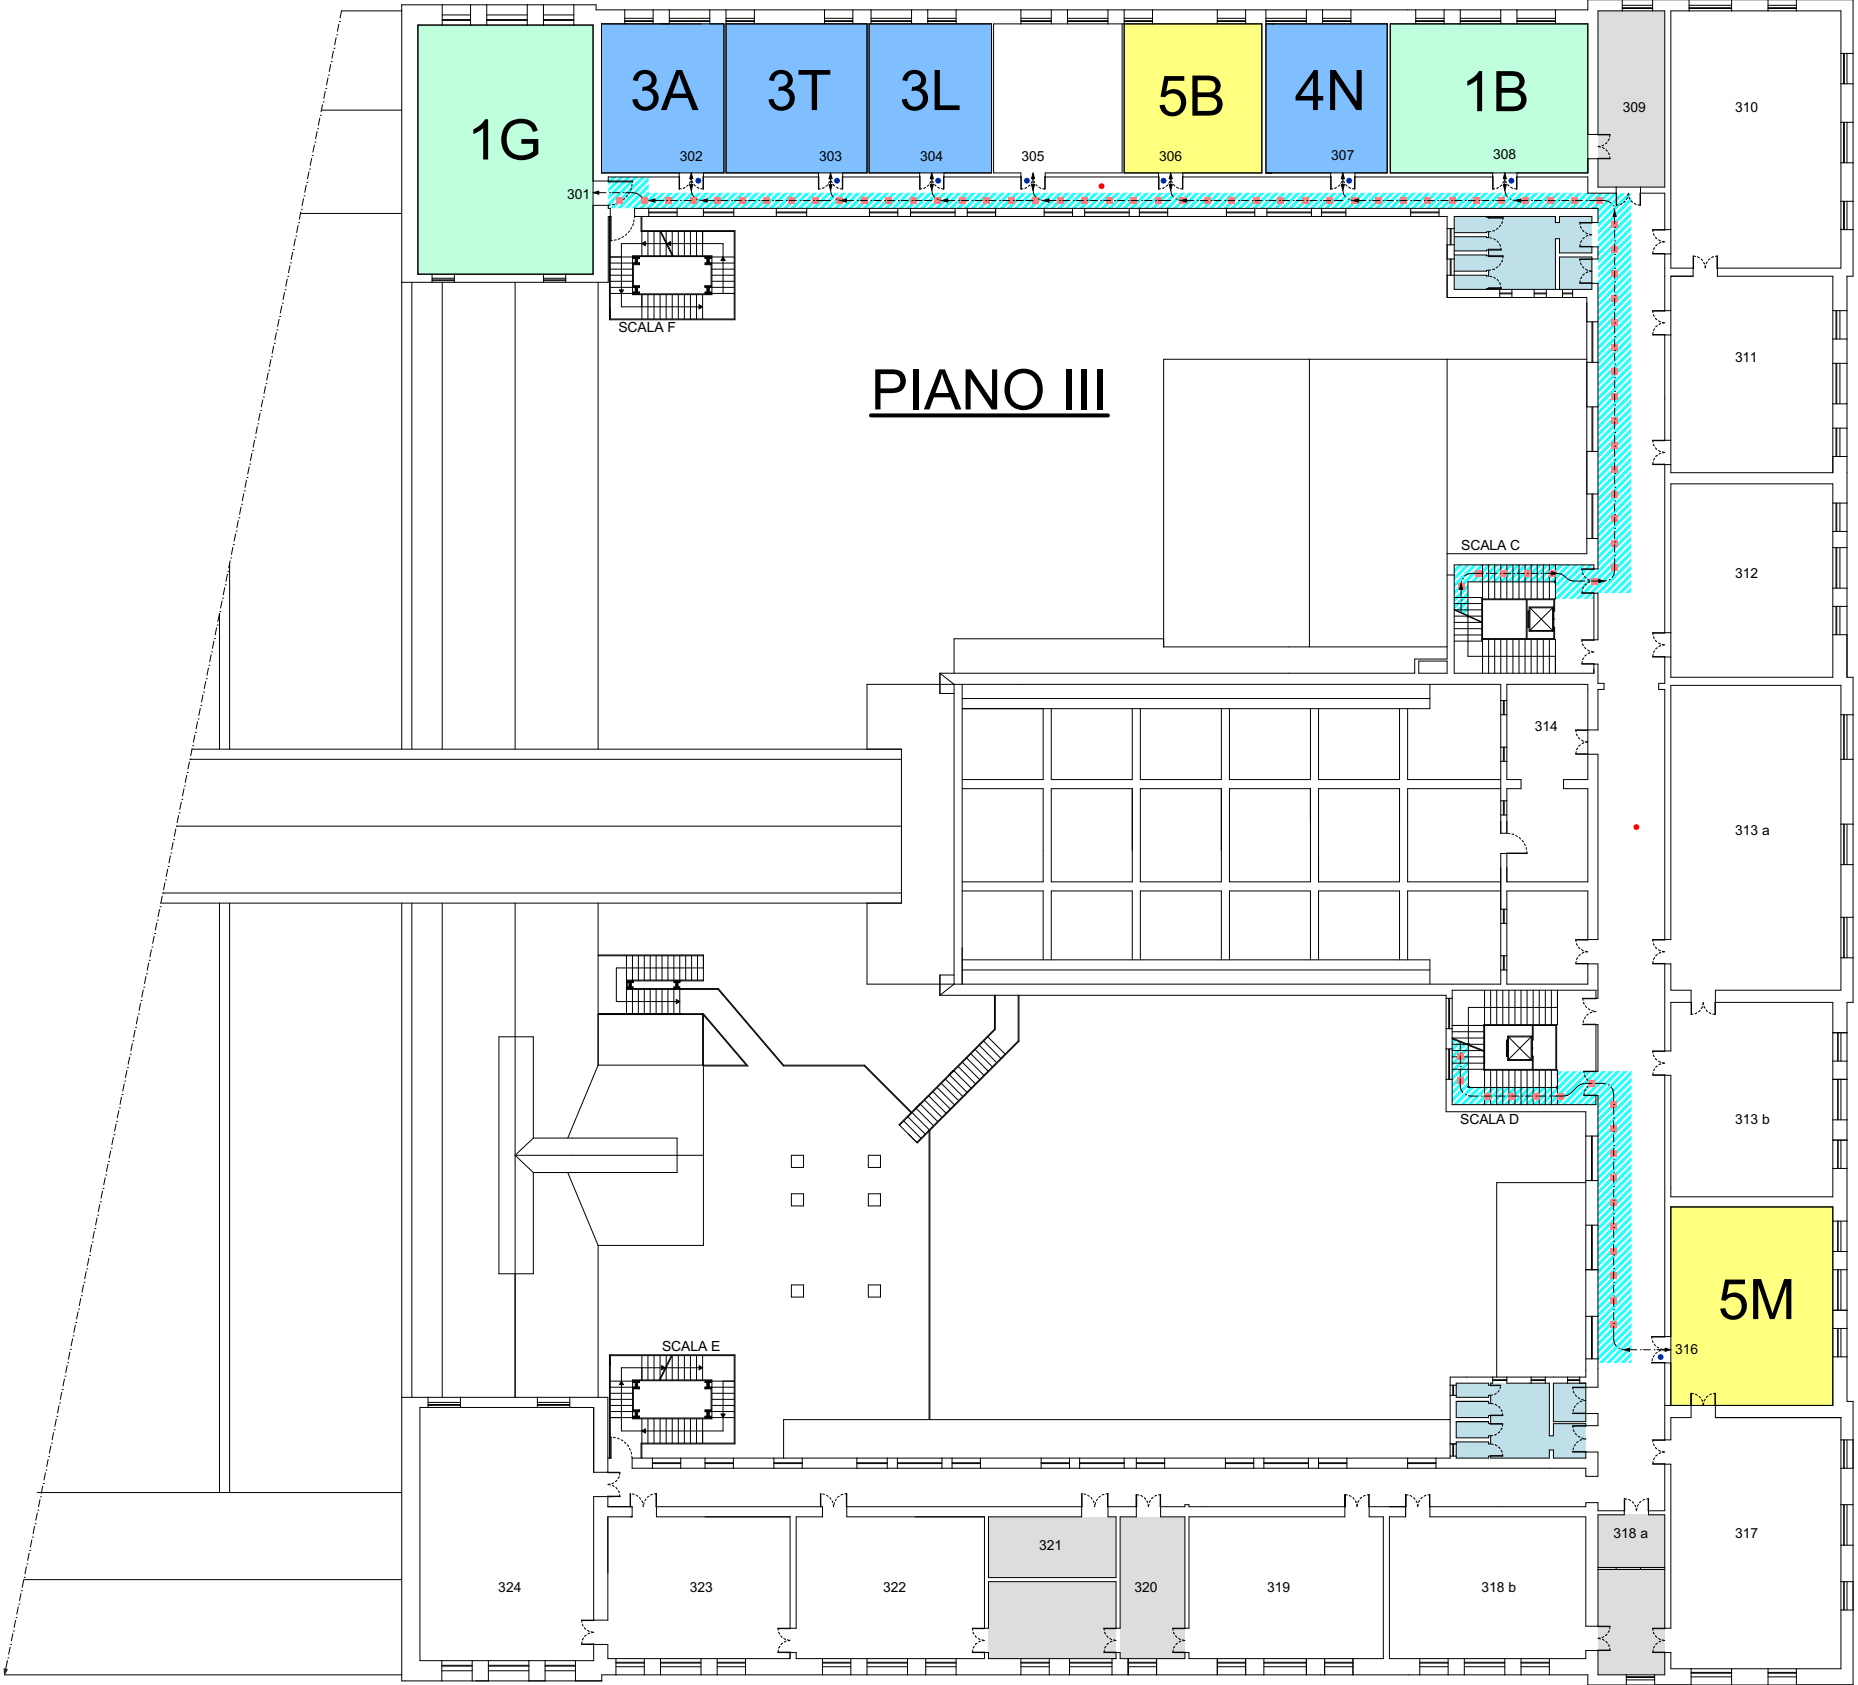 1G
3A
3T
3L
5B
4N
1B
301
302
303
304
305
306
307
308
309
310
SCALA F
PIANO III
311
SCALA C
312
314
313 a
SCALA D
313 b
5M
316
SCALA E
324
323
322
321
320
319
318 b
318 a
317